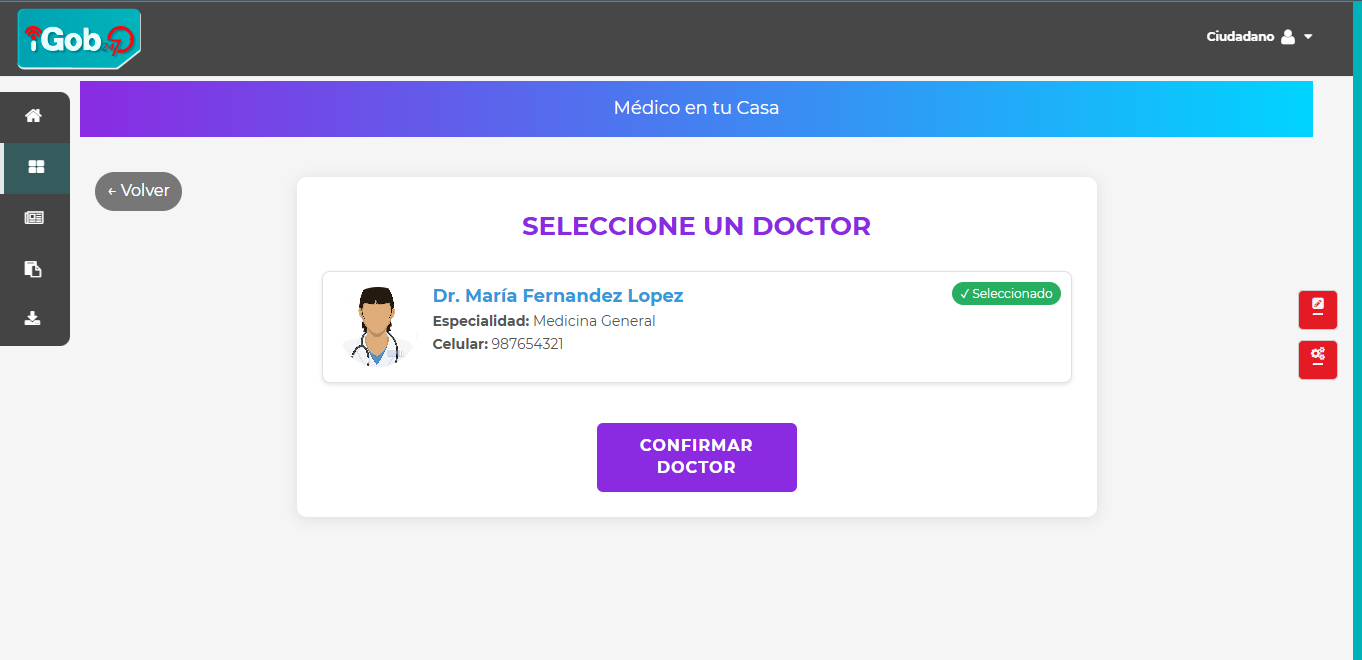 iGob 24/7
Ciudadano
Médico en tu Casa
← Volver
SELECCIONE UN DOCTOR
Dr. María Fernandez Lopez
✓ Seleccionado
Especialidad: Medicina General
Celular: 987654321
CONFIRMAR
DOCTOR